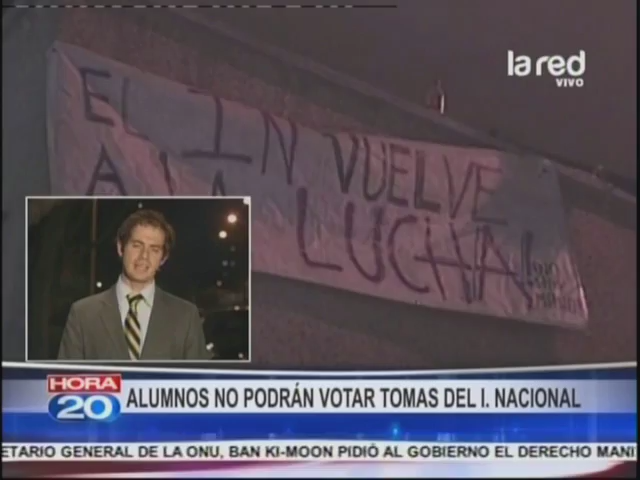 la red
VIVO
EL IN VUELVE
A LA LUCHA!
HORA
20
ALUMNOS NO PODRÁN VOTAR TOMAS DEL I. NACIONAL
ETARIO GENERAL DE LA ONU, BAN KI-MOON PIDIÓ AL GOBIERNO EL DERECHO MANI